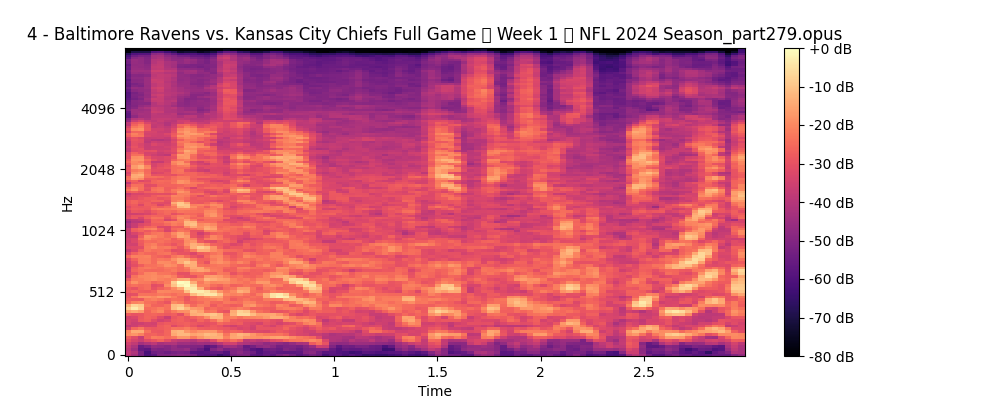 4 - Baltimore Ravens vs. Kansas City Chiefs Full Game ▯ Week 1 ▯ NFL 2024 Season_part279.opus
+0 dB
-10 dB
-20 dB
-30 dB
-40 dB
-50 dB
-60 dB
-70 dB
-80 dB
Hz
4096
2048
1024
512
0
0
0.5
1
1.5
2
2.5
Time